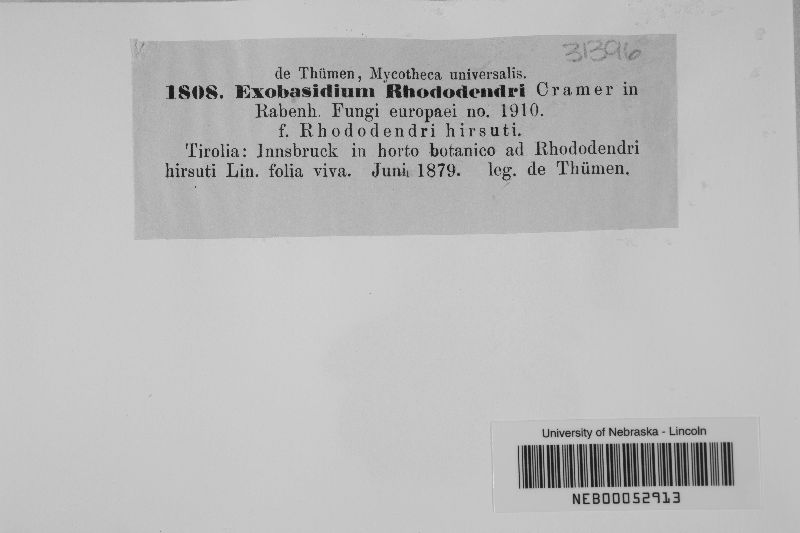 31396
de Thümen, Mycotheca universalis.
1808. Exobasidium Rhododendri Cramer in
Rabenh. Fungi europaei no. 1910.
f. Rhododendri hirsuti.
Tirolia: Innsbruck in horto botanico ad Rhododendri
hirsuti Lin. folia viva. Juni 1879. leg. de Thümen.
University of Nebraska - Lincoln
NEB00052913